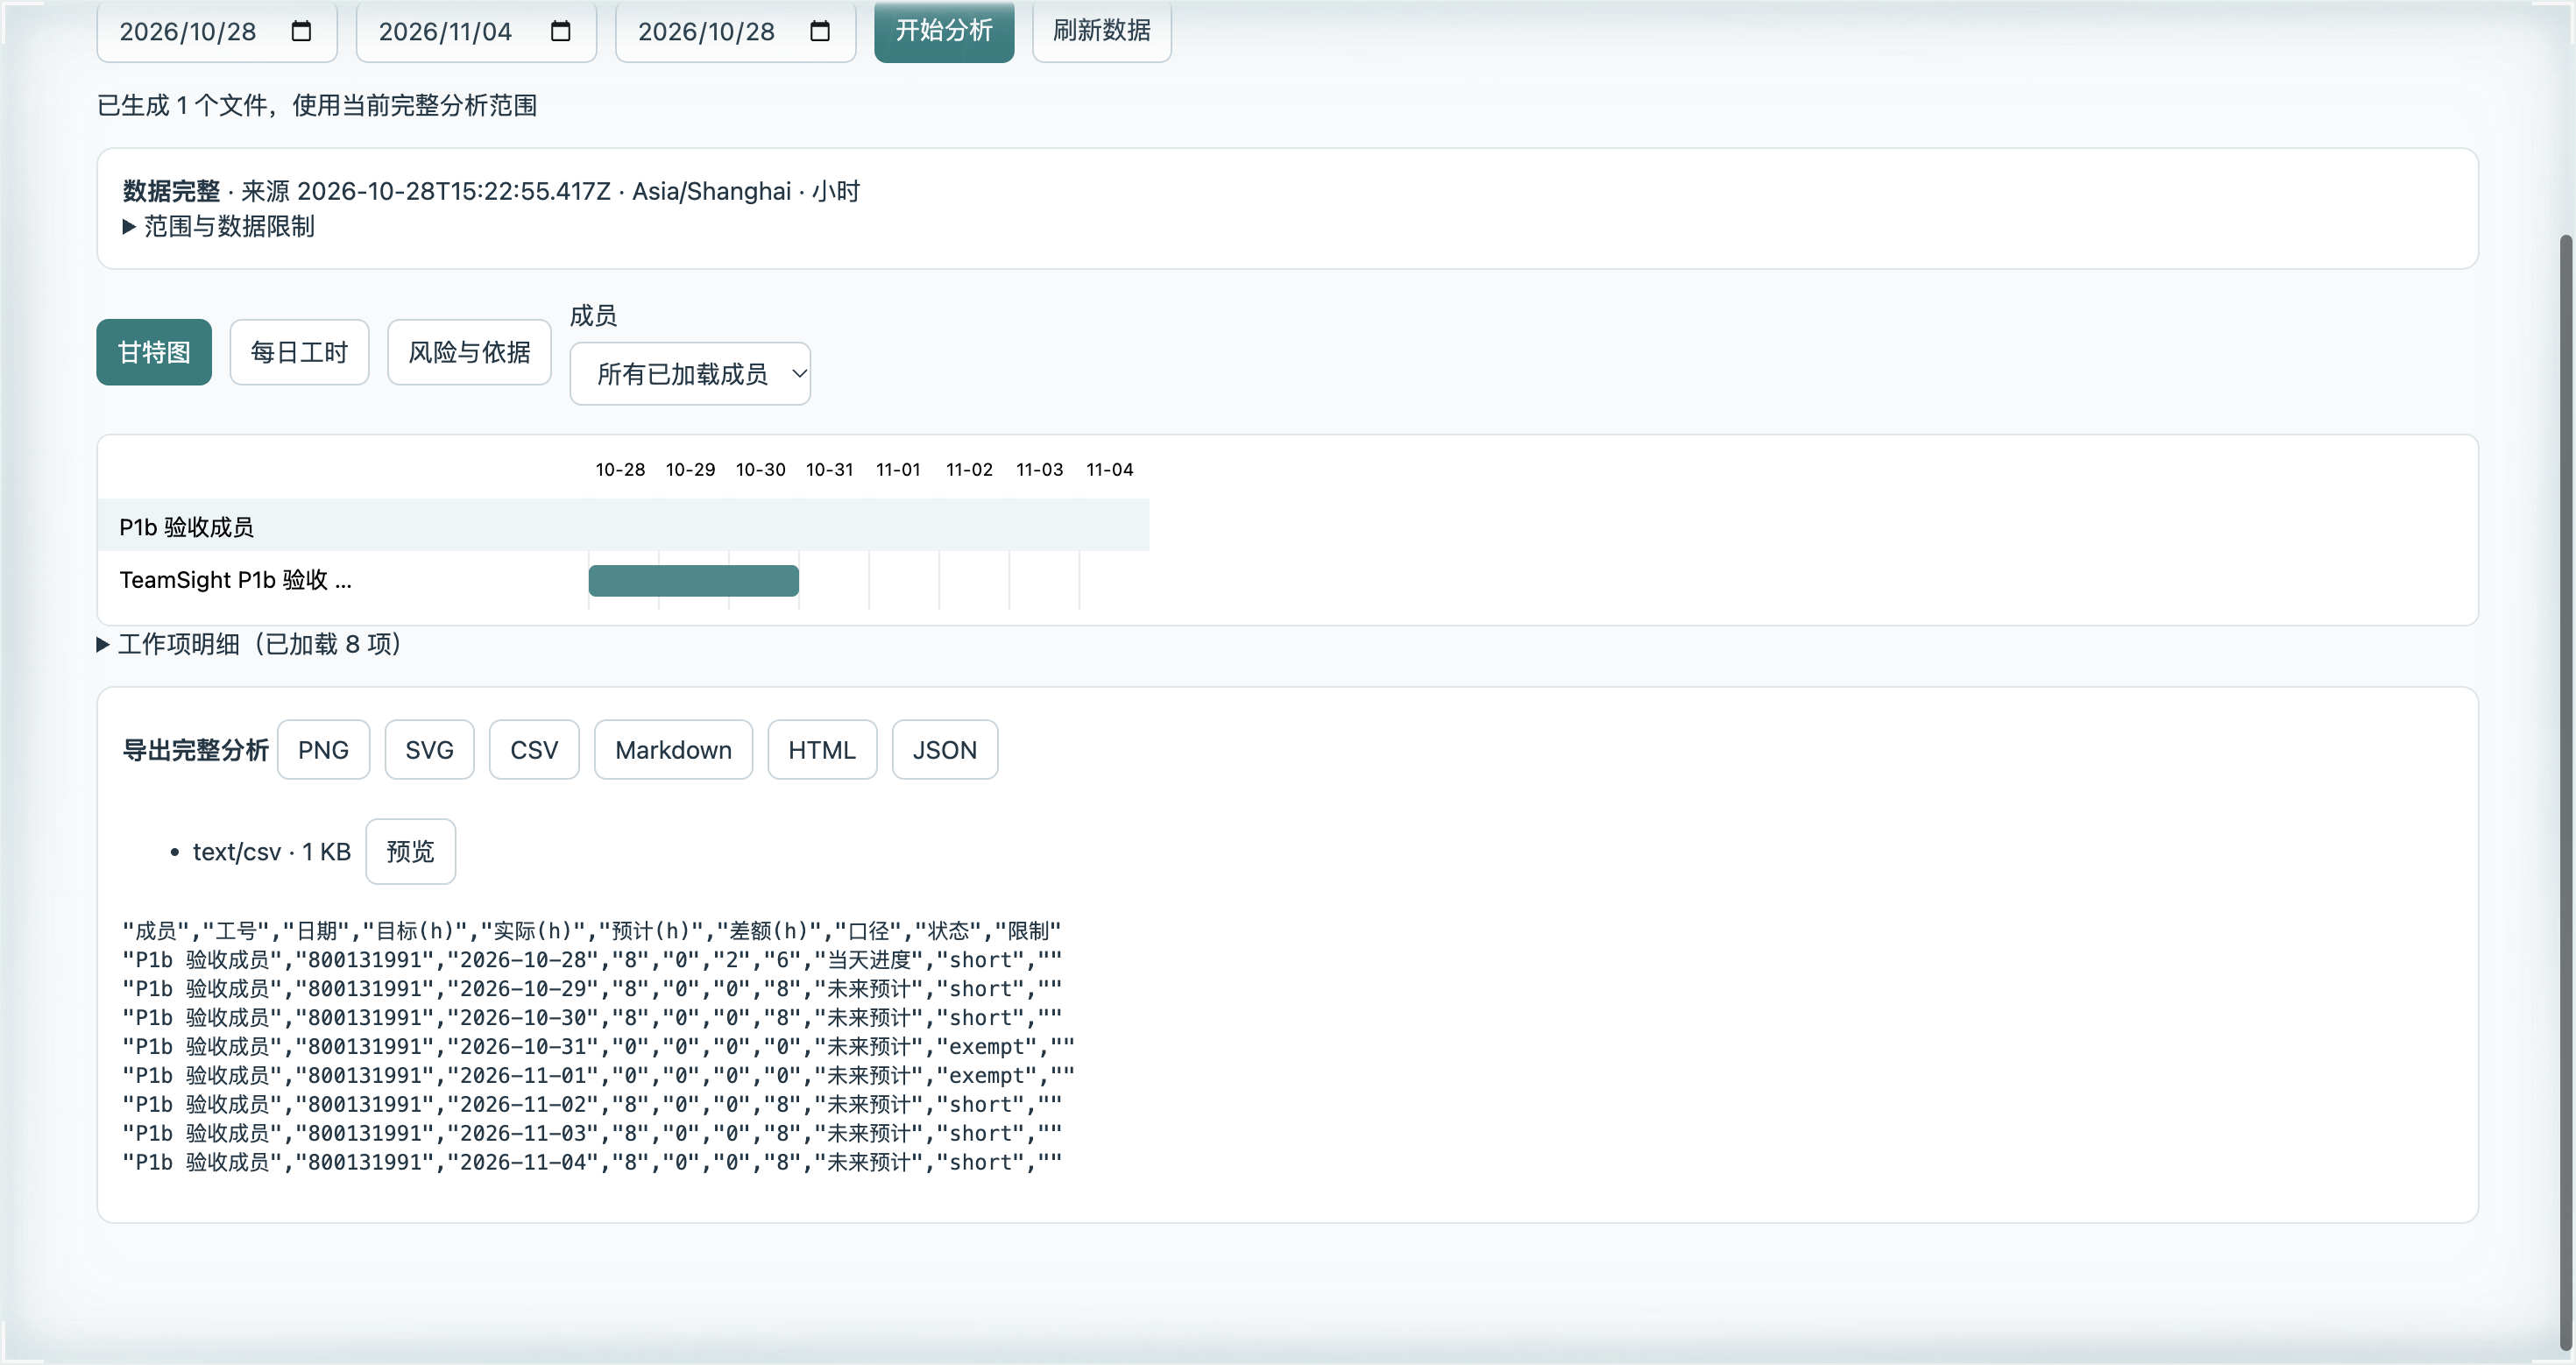 2026/10/28 2026/11/04 2026/10/28 开始分析 刷新数据
已生成 1 个文件，使用当前完整分析范围
数据完整 · 来源 2026-10-28T15:22:55.417Z · Asia/Shanghai · 小时
▶ 范围与数据限制
成员
甘特图 每日工时 风险与依据 所有已加载成员
10-28 10-29 10-30 10-31 11-01 11-02 11-03 11-04
P1b 验收成员
TeamSight P1b 验收 ...
▶ 工作项明细（已加载 8 项）
导出完整分析 PNG SVG CSV Markdown HTML JSON
• text/csv · 1 KB 预览
"成员","工号","日期","目标(h)","实际(h)","预计(h)","差额(h)","口径","状态","限制"
"P1b 验收成员","800131991","2026-10-28","8","0","2","6","当天进度","short",""
"P1b 验收成员","800131991","2026-10-29","8","0","0","8","未来预计","short",""
"P1b 验收成员","800131991","2026-10-30","8","0","0","8","未来预计","short",""
"P1b 验收成员","800131991","2026-10-31","0","0","0","0","未来预计","exempt",""
"P1b 验收成员","800131991","2026-11-01","0","0","0","0","未来预计","exempt",""
"P1b 验收成员","800131991","2026-11-02","8","0","0","8","未来预计","short",""
"P1b 验收成员","800131991","2026-11-03","8","0","0","8","未来预计","short",""
"P1b 验收成员","800131991","2026-11-04","8","0","0","8","未来预计","short",""